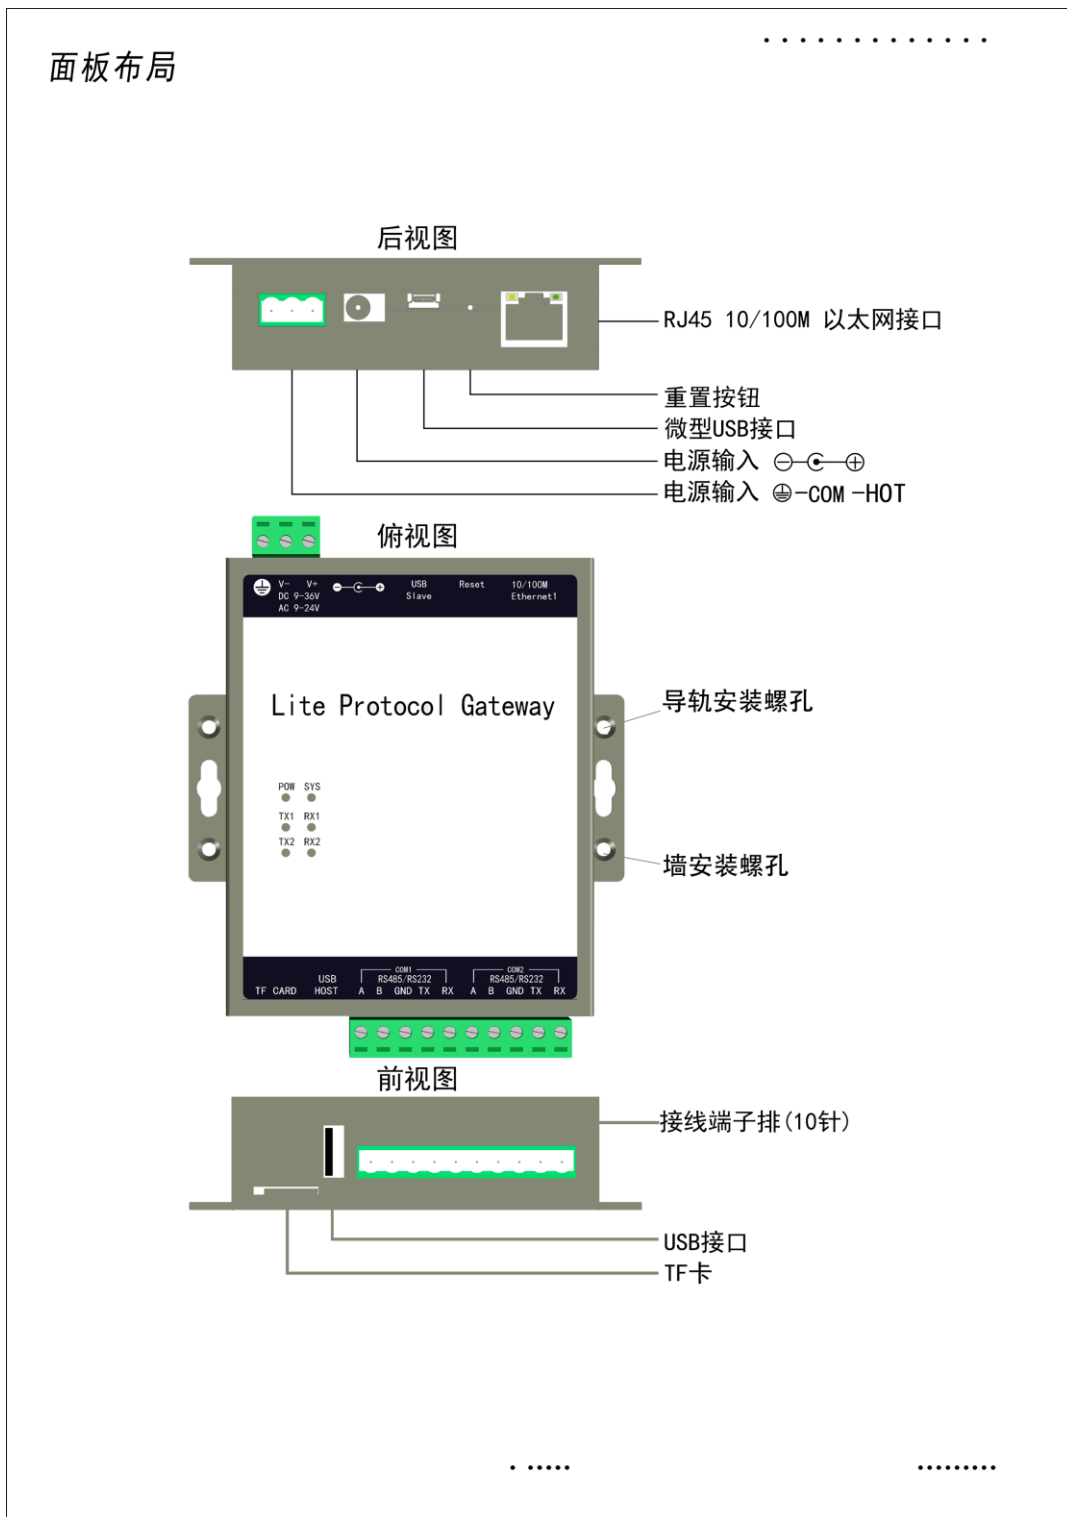 面板布局
后视图
RJ45 10/100M 以太网接口
重置按钮
微型USB接口
电源输入
电源输入 -COM -HOT
俯视图
V- V+
DC 9-36V
AC 9-24V
USB
Slave
Reset
10/100M
Ethernet1
Lite Protocol Gateway
导轨安装螺孔
POW SYS
TX1 RX1
TX2 RX2
墙安装螺孔
TF CARD
USB
HOST
COM1
RS485/RS232
A B GND TX RX
COM2
RS485/RS232
A B GND TX RX
前视图
接线端子排(10针)
USB接口
TF卡